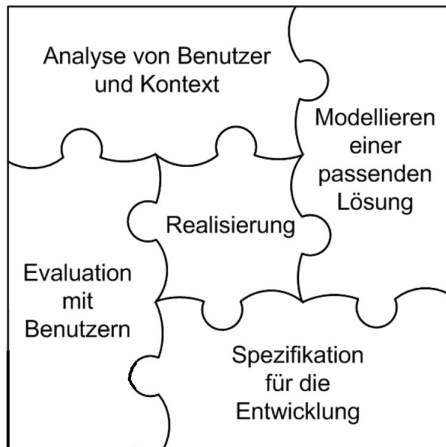 Analyse von Benutzer
und Kontext
Modellieren
einer
passenden
Lösung
Realisierung
Evaluation
mit
Benutzern
Spezifikation
für die
Entwicklung